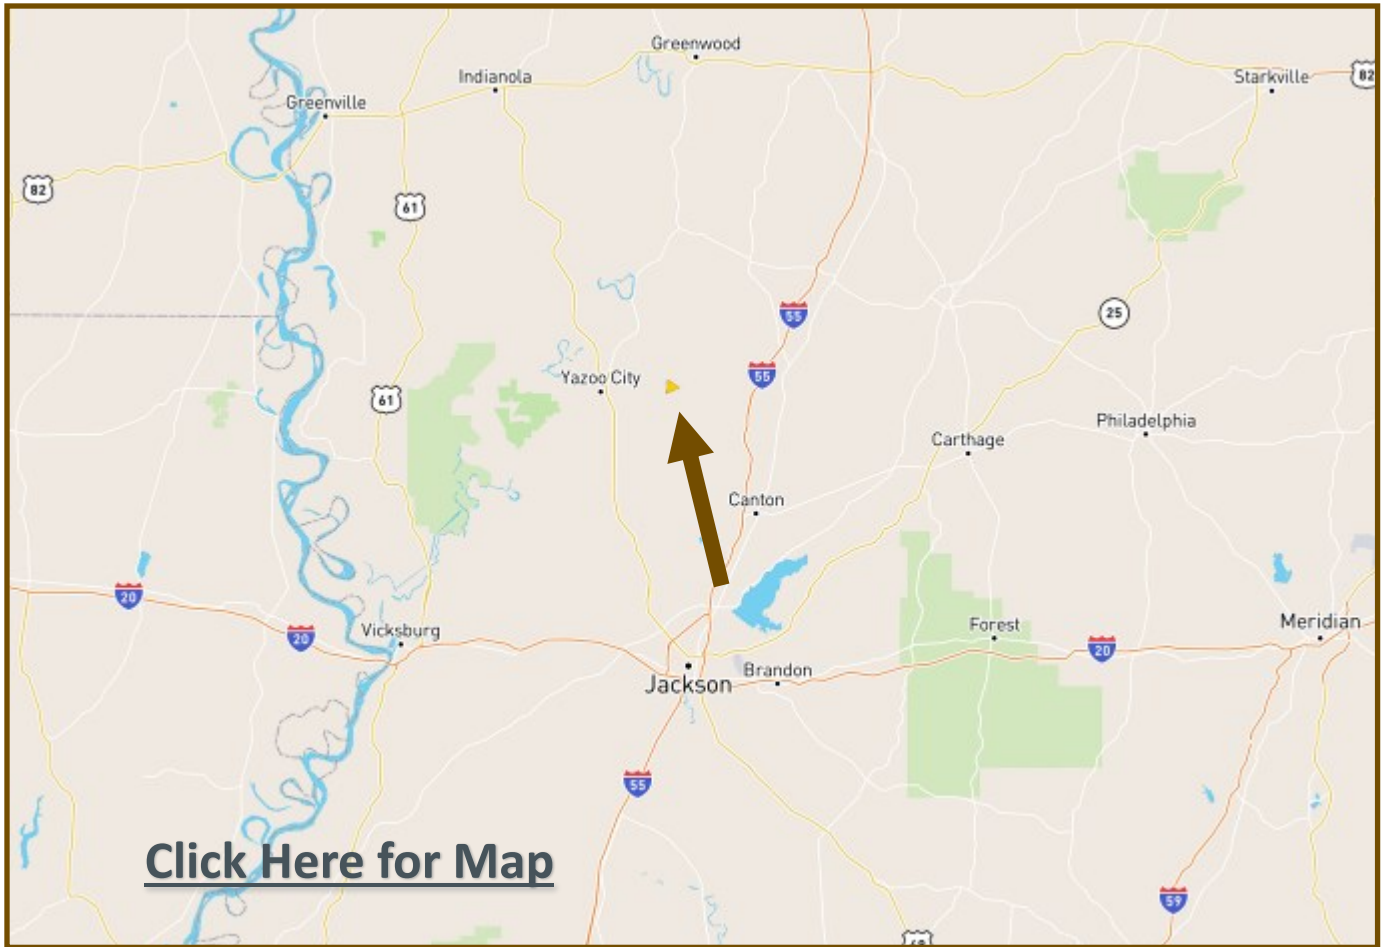 Greenwood
Indianola
Starkville
82
Greenville
82
61
25
55
55
Yazoo City
61
Philadelphia
Carthage
Canton
20
Meridian
Forest
Vicksburg
20
20
Brandon
Jackson
55
Click Here for Map
59